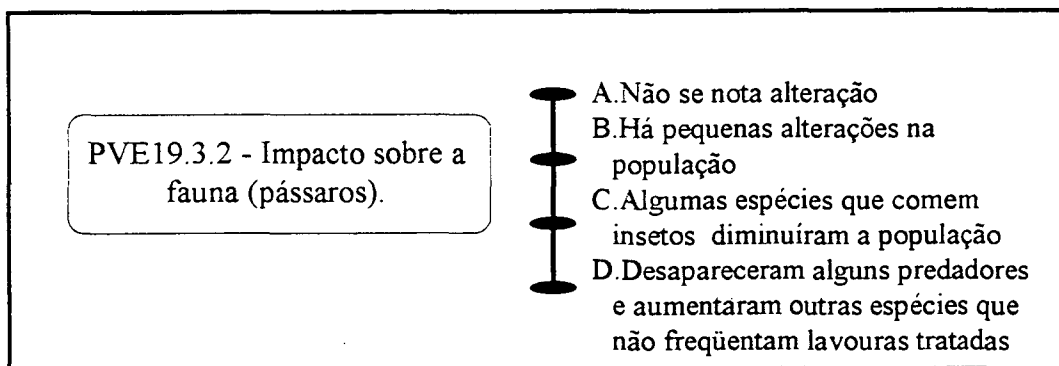 PVE19.3.2 - Impacto sobre a
fauna (pássaros).
A.Não se nota alteração
B.Há pequenas alterações na
população
C.Algumas espécies que comem
insetos diminuíram a população
D.Desapareceram alguns predadores
e aumentaram outras espécies que
não freqüentam lavouras tratadas